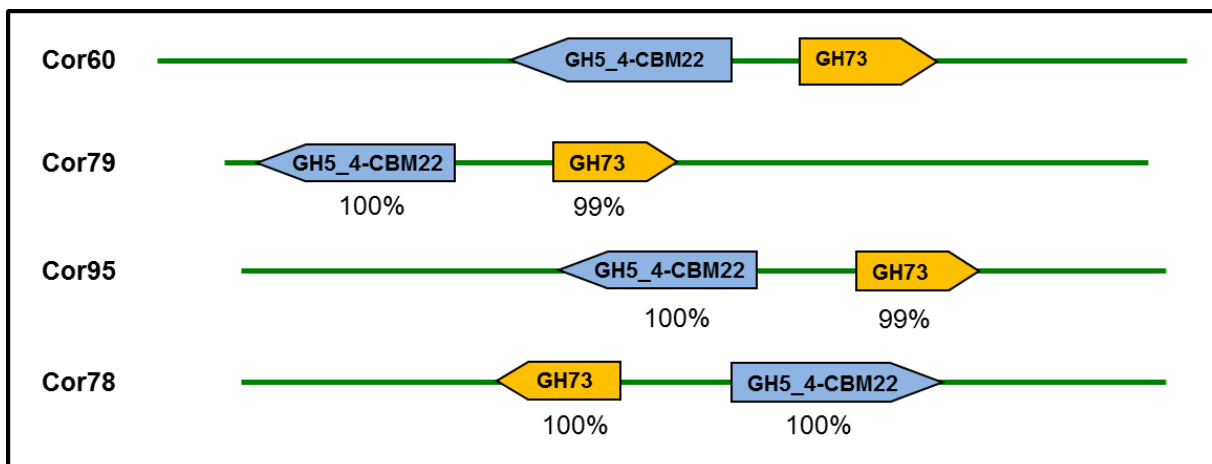 Cor60 GH5_4-CBM22 GH73
Cor79 GH5_4-CBM22 GH73
100% 99%
Cor95 GH5_4-CBM22 GH73
100% 99%
Cor78 GH73 GH5_4-CBM22
100% 100%